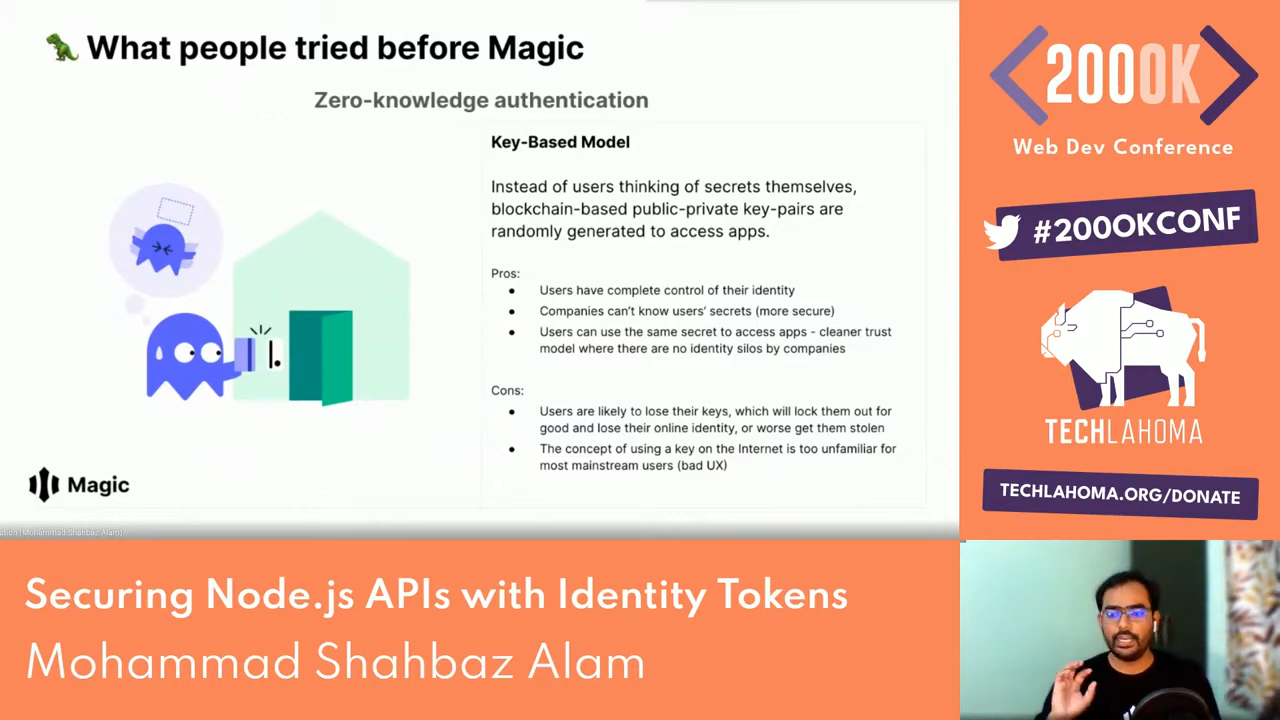 What people tried before Magic
Zero-knowledge authentication
Key-Based Model
Instead of users thinking of secrets themselves,
blockchain-based public-private key-pairs are
randomly generated to access apps.
Pros:
• Users have complete control of their identity
• Companies can't know users' secrets (more secure)
• Users can use the same secret to access apps - cleaner trust
model where there are no identity silos by companies
Cons:
• Users are likely to lose their keys, which will lock them out for
good and lose their online identity, or worse get them stolen
• The concept of using a key on the Internet is too unfamiliar for
most mainstream users (bad UX)
Magic
(Mohammad Shahbaz Alam)
200OK
Web Dev Conference
#200OKCONF
TECHLAHOMA
TECHLAHOMA.ORG/DONATE
Securing Node.js APIs with Identity Tokens
Mohammad Shahbaz Alam